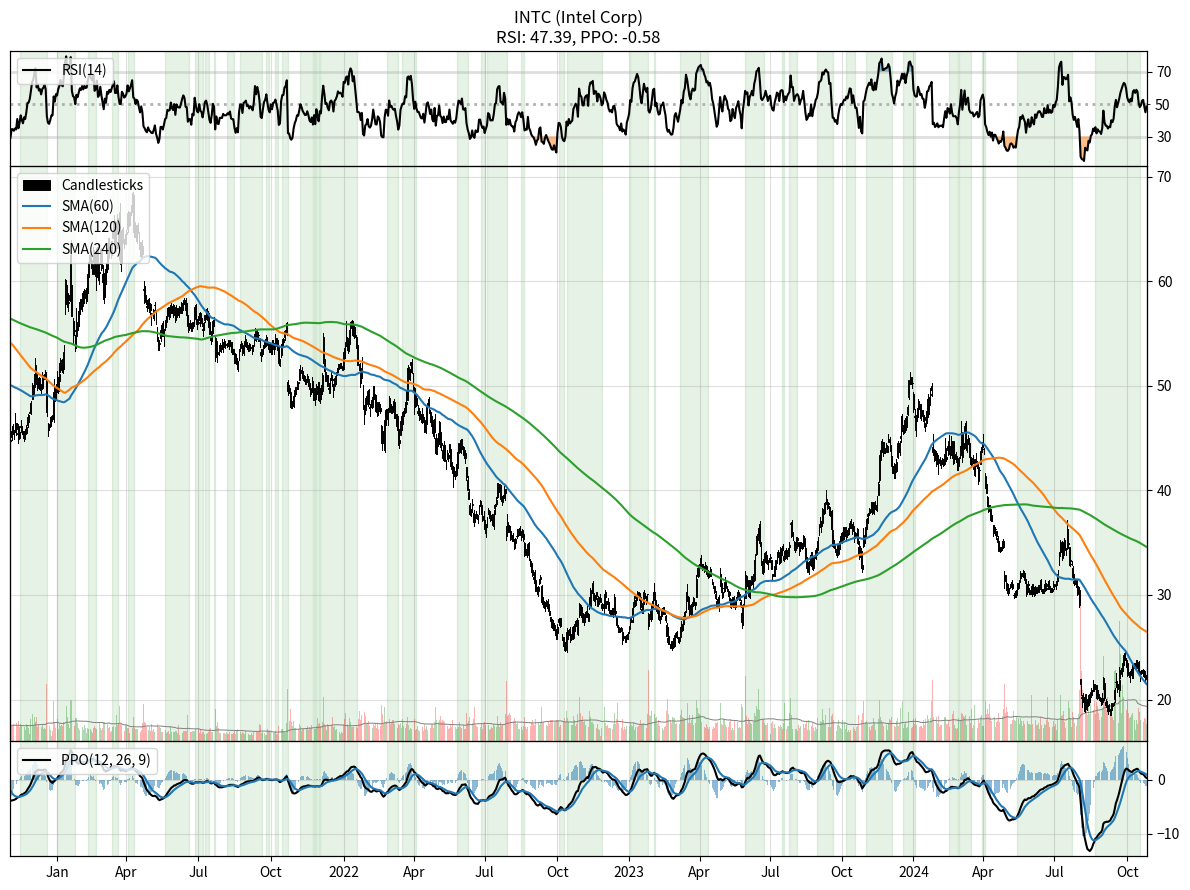 INTC (Intel Corp)
RSI: 47.39, PPO: -0.58
RSI(14)
70
50
30
Candlesticks
SMA(60)
SMA(120)
SMA(240)
70
60
50
40
30
20
PPO(12, 26, 9)
0
−10
Jan Apr Jul Oct 2022 Apr Jul Oct 2023 Apr Jul Oct 2024 Apr Jul Oct